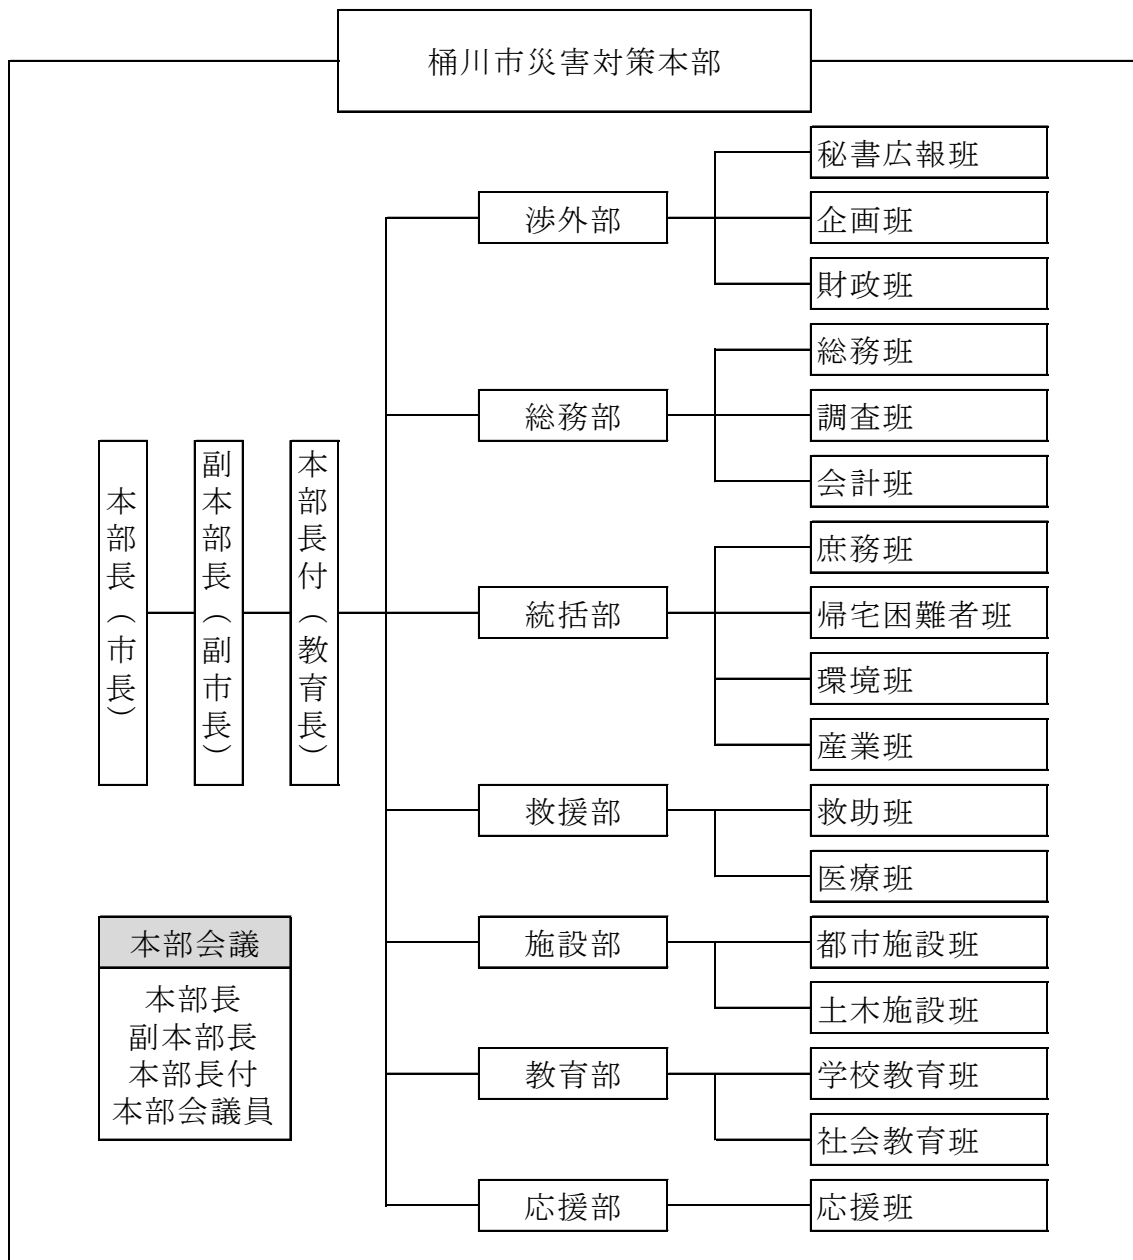 桶川市災害対策本部
本部長（市長）
副本部長（副市長）
本部長付（教育長）
渉外部
秘書広報班
企画班
財政班
総務部
総務班
調査班
会計班
統括部
庶務班
帰宅困難者班
環境班
産業班
救援部
救助班
医療班
施設部
都市施設班
土木施設班
教育部
学校教育班
社会教育班
応援部
応援班
本部会議
本部長
副本部長
本部長付
本部会議員